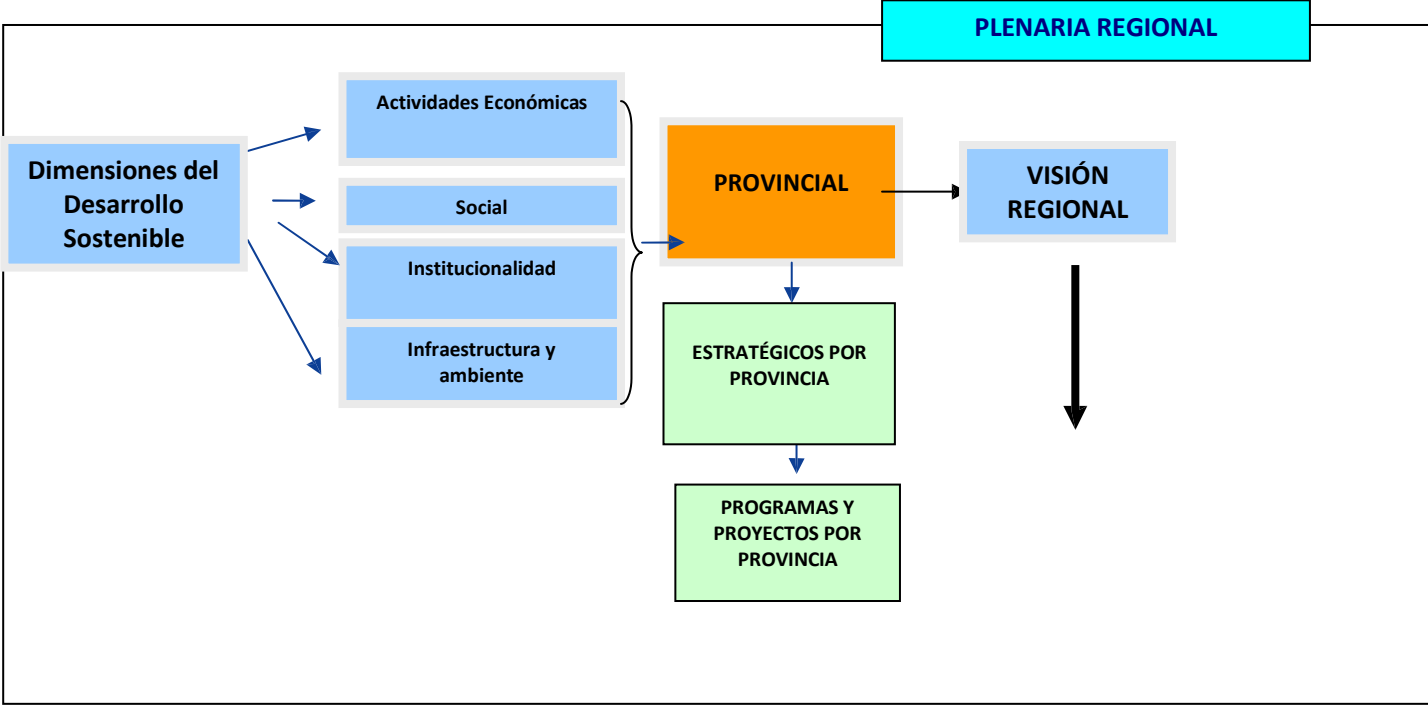 PLENARIA REGIONAL
Dimensiones del
Desarrollo
Sostenible
Actividades Económicas
Social
Institucionalidad
Infraestructura y
ambiente
PROVINCIAL
VISIÓN
REGIONAL
ESTRATÉGICOS POR
PROVINCIA
PROGRAMAS Y
PROYECTOS POR
PROVINCIA